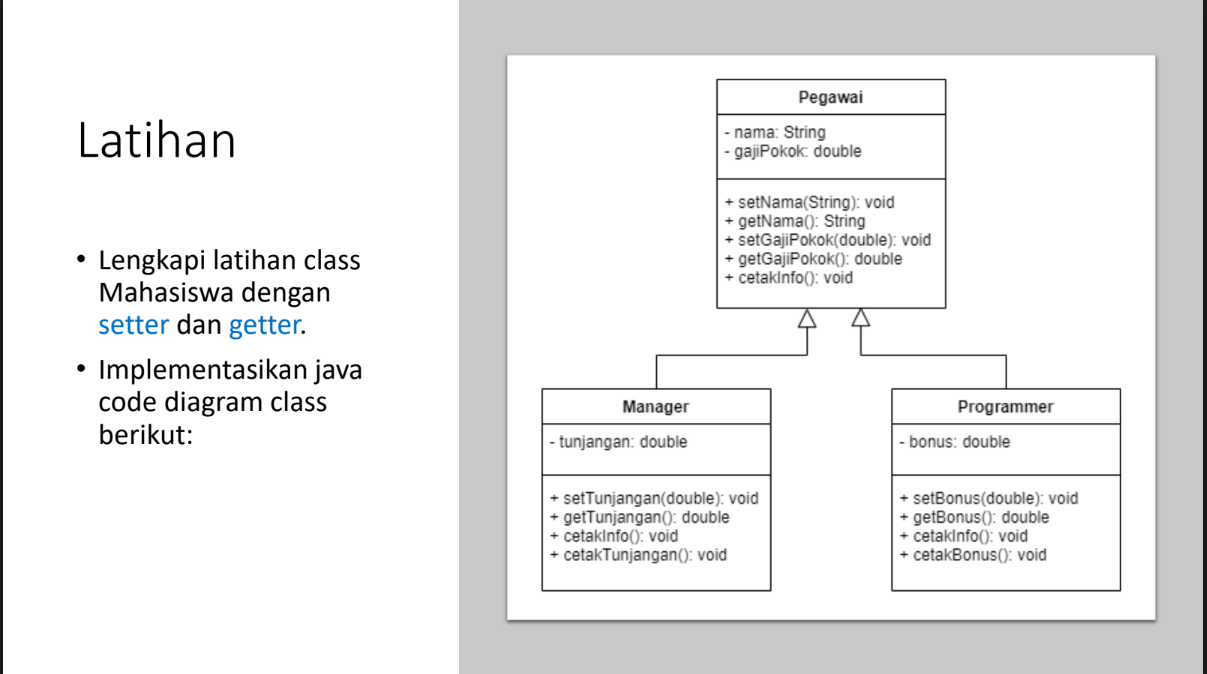 Latihan
• Lengkapi latihan class
Mahasiswa dengan
setter dan getter.
• Implementasikan java
code diagram class
berikut:
Pegawai
- nama: String
- gajiPokok: double
+ setNama(String): void
+ getNama(): String
+ setGajiPokok(double): void
+ getGajiPokok(): double
+ cetakInfo(): void
Manager
- tunjangan: double
+ setTunjangan(double): void
+ getTunjangan(): double
+ cetakInfo(): void
+ cetakTunjangan(): void
Programmer
- bonus: double
+ setBonus(double): void
+ getBonus(): double
+ cetakInfo(): void
+ cetakBonus(): void